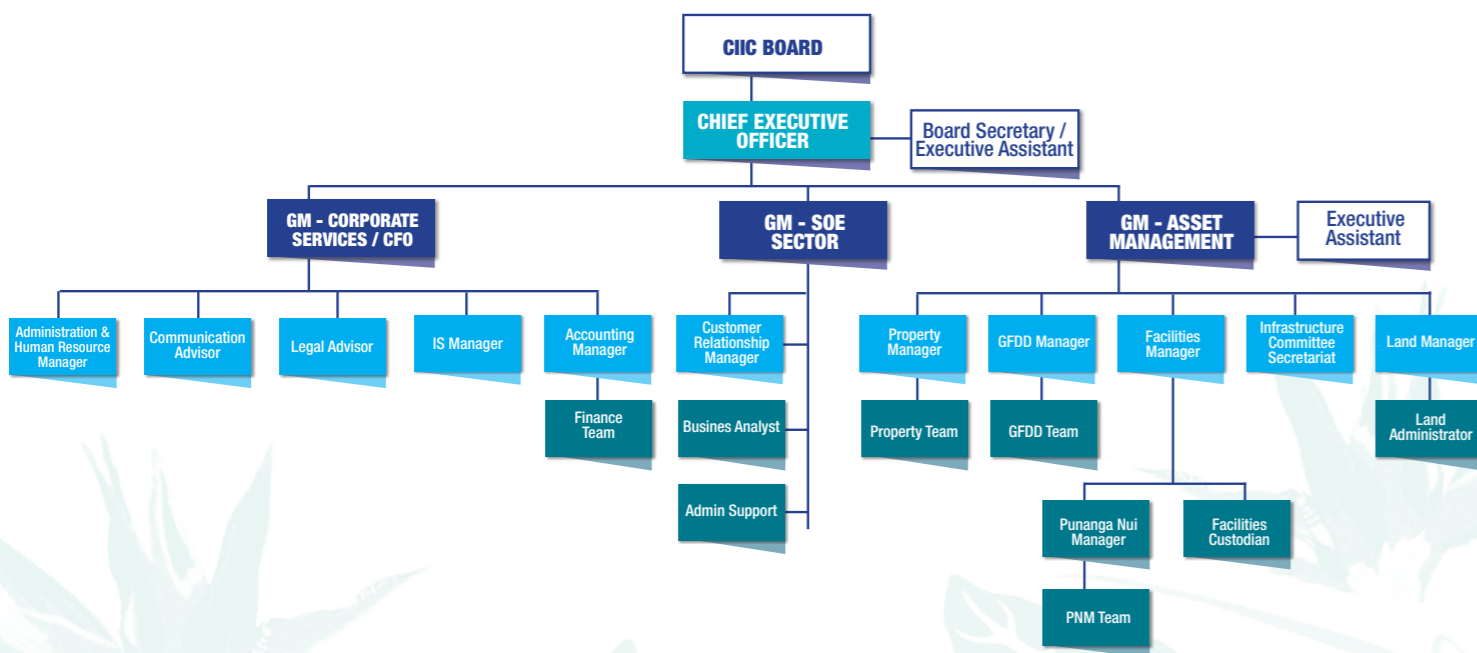 CIIC BOARD
CHIEF EXECUTIVE
OFFICER
Board Secretary /
Executive Assistant
GM - CORPORATE
SERVICES / CFO
GM - SOE
SECTOR
GM - ASSET
MANAGEMENT
Executive
Assistant
Administration &
Human Resource
Manager
Communication
Advisor
Legal Advisor
IS Manager
Accounting
Manager
Customer
Relationship
Manager
Property
Manager
GFDD Manager
Facilities
Manager
Infrastructure
Committee
Secretariat
Land Manager
Finance
Team
Busines Analyst
Property Team
GFDD Team
Land
Administrator
Admin Support
Punanga Nui
Manager
Facilities
Custodian
PNM Team